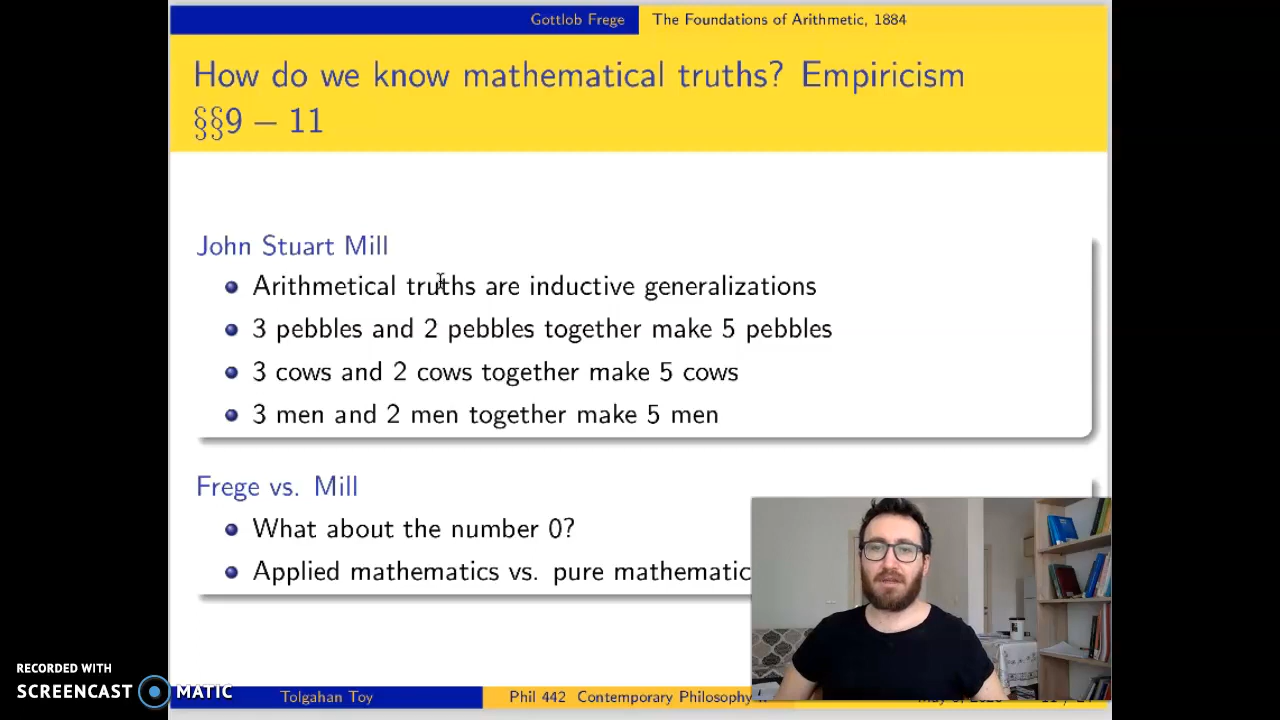 Gottlob Frege The Foundations of Arithmetic, 1884
How do we know mathematical truths? Empiricism
§§9 – 11
John Stuart Mill
Arithmetical truths are inductive generalizations
3 pebbles and 2 pebbles together make 5 pebbles
3 cows and 2 cows together make 5 cows
3 men and 2 men together make 5 men
Frege vs. Mill
What about the number 0?
Applied mathematics vs. pure mathematic
RECORDED WITH
SCREENCAST MATIC
Tolgahan Toy Phil 442 Contemporary Philosophy